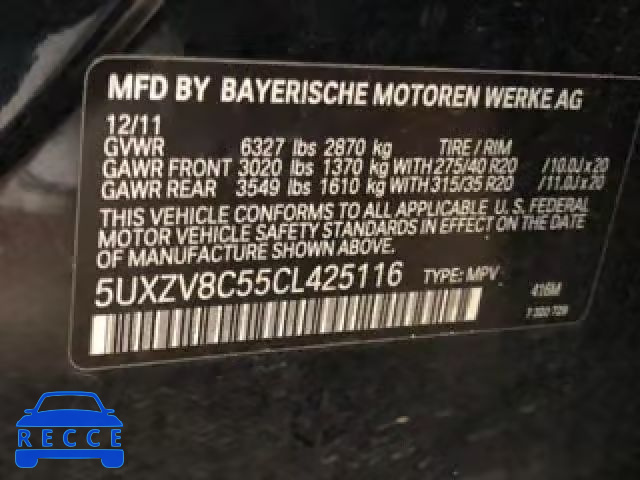 MFD BY BAYERISCHE MOTOREN WERKE AG
12/11
GVWR 6327 lbs 2870 kg TIRE / RIM
GAWR FRONT 3020 lbs 1370 kg WITH 275/40 R20 /10.0J x 20
GAWR REAR 3549 lbs 1610 kg WITH 315/35 R20 /11.0J x 20
THIS VEHICLE CONFORMS TO ALL APPLICABLE U.S. FEDERAL
MOTOR VEHICLE SAFETY STANDARDS IN EFFECT ON THE DATE
OF MANUFACTURE SHOWN ABOVE.
5UXZV8C55CL425116 TYPE: MPV 416M
RECCE